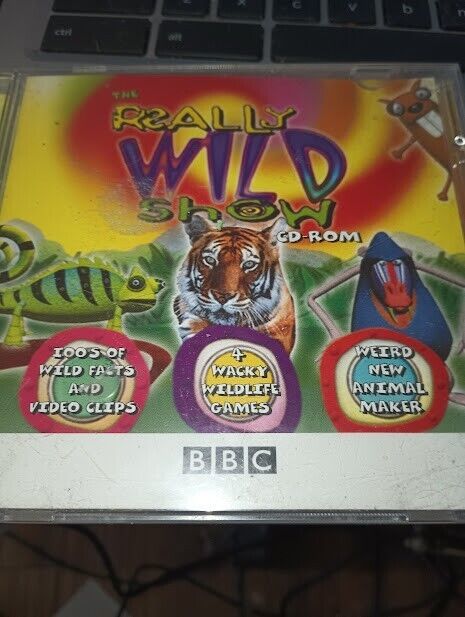 z x c v b n
ctrl alt
THE
REALLY
WILD
SHOW
CD-ROM
100S OF
WILD FACTS
AND
VIDEO CLIPS
4
WACKY
WILDLIFE
GAMES
WEIRD
NEW
ANIMAL
MAKER
BBC